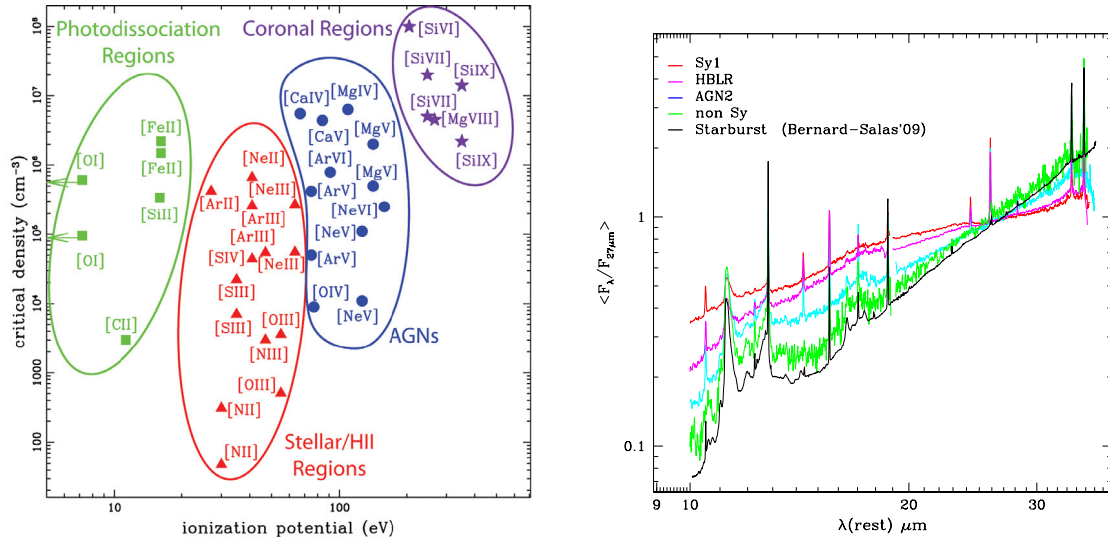 Photodissociation
Regions
Coronal Regions
[SiVI]
[SiVII]
[SiIX]
[SiVII]
[MgVIII]
[SiIX]
[CaIV]
[MgIV]
[CaV]
[MgV]
[ArVI]
[MgV]
[ArV]
[NeVI]
[NeV]
[ArV]
[OIV]
[NeV]
AGNs
[FeII]
[OI]
[FeII]
[SiII]
[OI]
[CII]
[NeII]
[NeIII]
[ArII]
[ArIII]
[ArIII]
[SIV]
[NeIII]
[SIII]
[SIII]
[OIII]
[NIII]
[OIII]
[NII]
[NII]
Stellar/HII
Regions
critical density (cm⁻³)
10⁸
10⁷
10⁶
10⁵
10⁴
1000
100
10
100
ionization potential (eV)
Sy1
HBLR
AGN2
non Sy
Starburst (Bernard-Salas'09)
<Fλ/F27μm>
1
0.1
9
10
20
30
λ(rest) μm